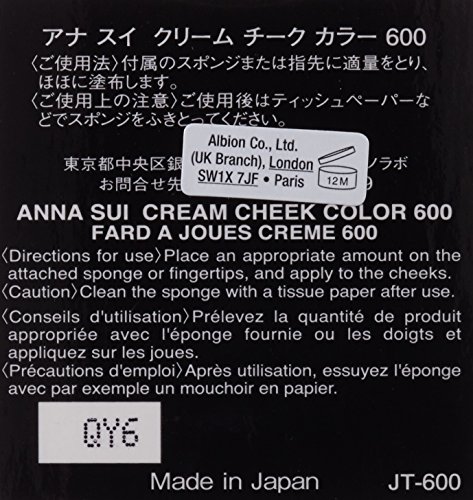 アナ スイ クリーム チーク カラー 600
〈ご使用法〉付属のスポンジまたは指先に適量をとり、
ほほに塗布します。
〈ご使用上の注意〉ご使用後はティッシュペーパーな
どでスポンジをふきとってください。
Albion Co., Ltd.
(UK Branch), London
SW1X 7JF • Paris
12M
東京都中央区銀
ノラボ
お問合せ先
9
ANNA SUI CREAM CHEEK COLOR 600
FARD A JOUES CREME 600
〈Directions for use〉Place an appropriate amount on the
attached sponge or fingertips, and apply to the cheeks.
〈Caution〉Clean the sponge with a tissue paper after use.
〈Conseils d'utilisation〉Prélevez la quantité de produit
appropriée avec l'éponge fournie ou les doigts et
appliquez sur les joues.
〈Précautions d'emploi〉Après utilisation, essuyez l'éponge
avec par exemple un mouchoir en papier.
QY6
Made in Japan JT-600